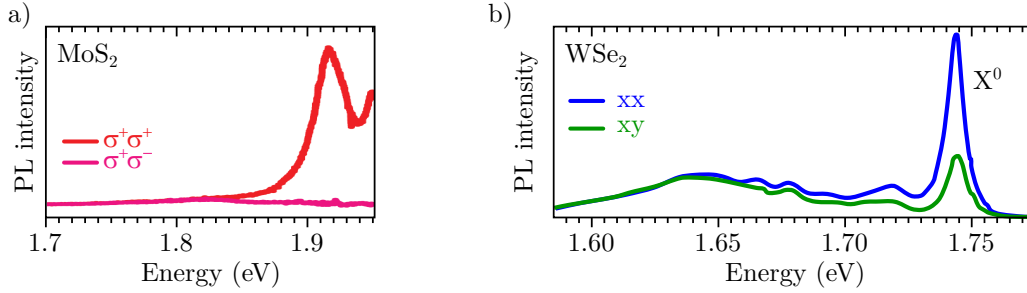 a)
MoS₂
PL intensity
σ⁺σ⁺
σ⁺σ⁻
1.7 1.8 1.9
Energy (eV)
b)
WSe₂
X⁰
PL intensity
xx
xy
1.60 1.65 1.70 1.75
Energy (eV)